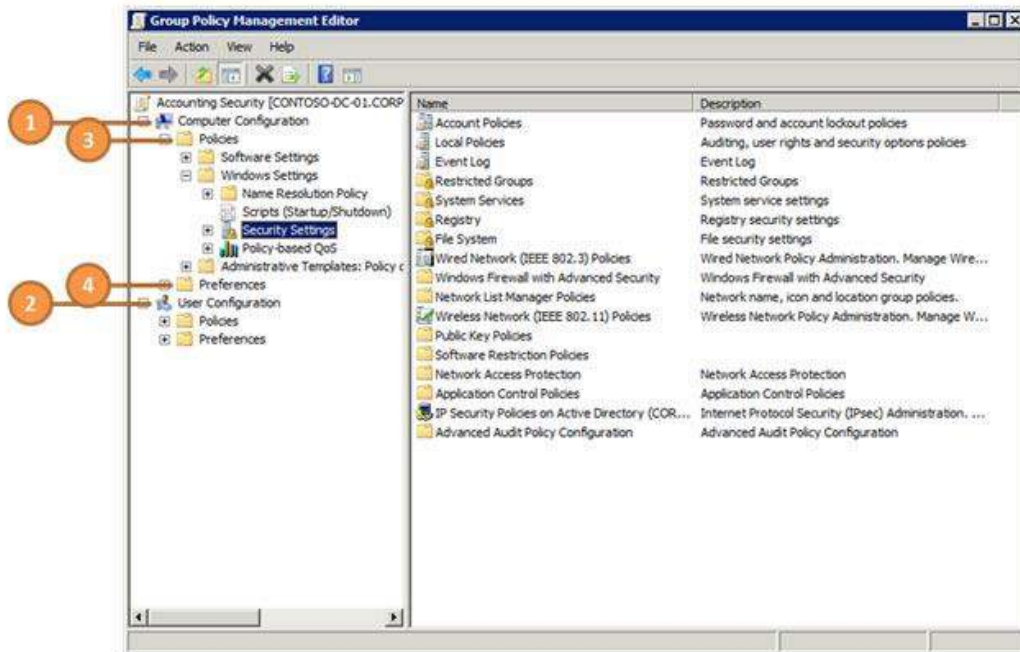 Group Policy Management Editor
File Action View Help
Accounting Security [CONTOSO-DC-01.CORP
1
Computer Configuration
3
Policies
Software Settings
Windows Settings
Name Resolution Policy
Scripts (Startup/Shutdown)
Security Settings
Policy-based QoS
Administrative Templates: Policy
4
Preferences
2
User Configuration
Policies
Preferences
Name Description
Account Policies Password and account lockout policies
Local Policies Auditing, user rights and security options policies
Event Log Event Log
Restricted Groups Restricted Groups
System Services System service settings
Registry Registry security settings
File System File security settings
Wired Network (IEEE 802.3) Policies Wired Network Policy Administration. Manage Wire...
Windows Firewall with Advanced Security Windows Firewall with Advanced Security
Network List Manager Policies Network name, icon and location group policies.
Wireless Network (IEEE 802.11) Policies Wireless Network Policy Administration. Manage W...
Public Key Policies
Software Restriction Policies
Network Access Protection Network Access Protection
Application Control Policies Application Control Policies
IP Security Policies on Active Directory (COR... Internet Protocol Security (IPsec) Administration. ...
Advanced Audit Policy Configuration Advanced Audit Policy Configuration